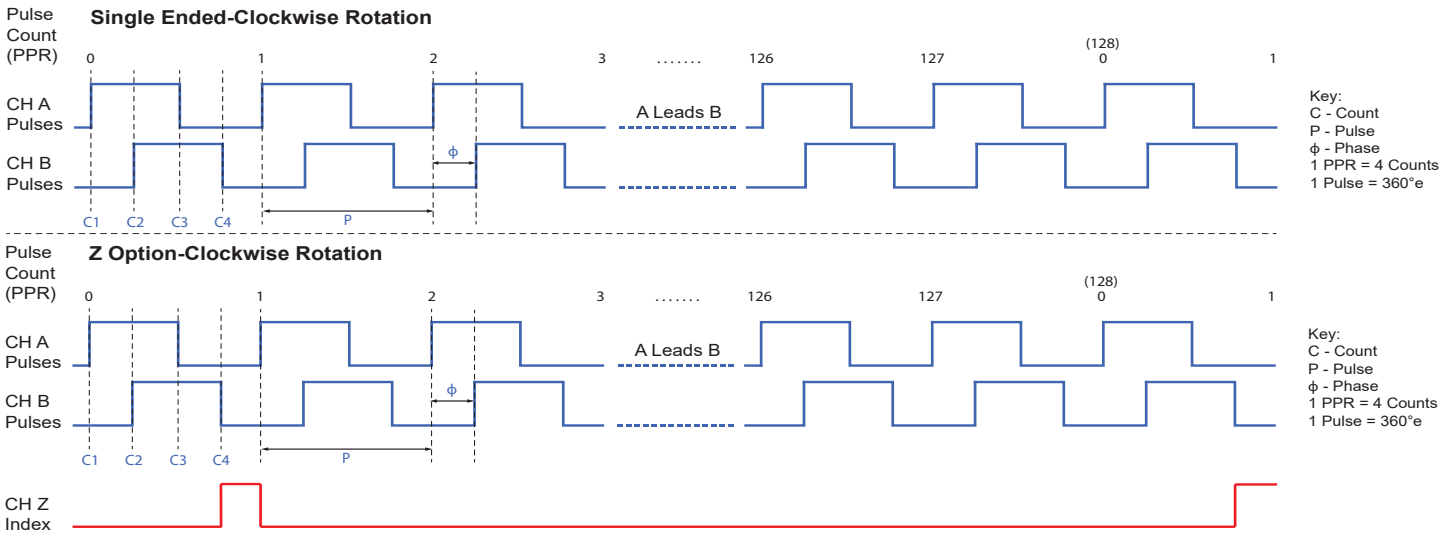 Pulse
Count
(PPR)
Single Ended-Clockwise Rotation
0 1 2 3 ....... 126 127 (128) 0 1
CH A
Pulses
A Leads B
CH B
Pulses
ϕ
C1 C2 C3 C4 P
Key:
C - Count
P - Pulse
ϕ - Phase
1 PPR = 4 Counts
1 Pulse = 360°e
Pulse
Count
(PPR)
Z Option-Clockwise Rotation
0 1 2 3 ....... 126 127 (128) 0 1
CH A
Pulses
A Leads B
CH B
Pulses
ϕ
C1 C2 C3 C4 P
Key:
C - Count
P - Pulse
ϕ - Phase
1 PPR = 4 Counts
1 Pulse = 360°e
CH Z
Index